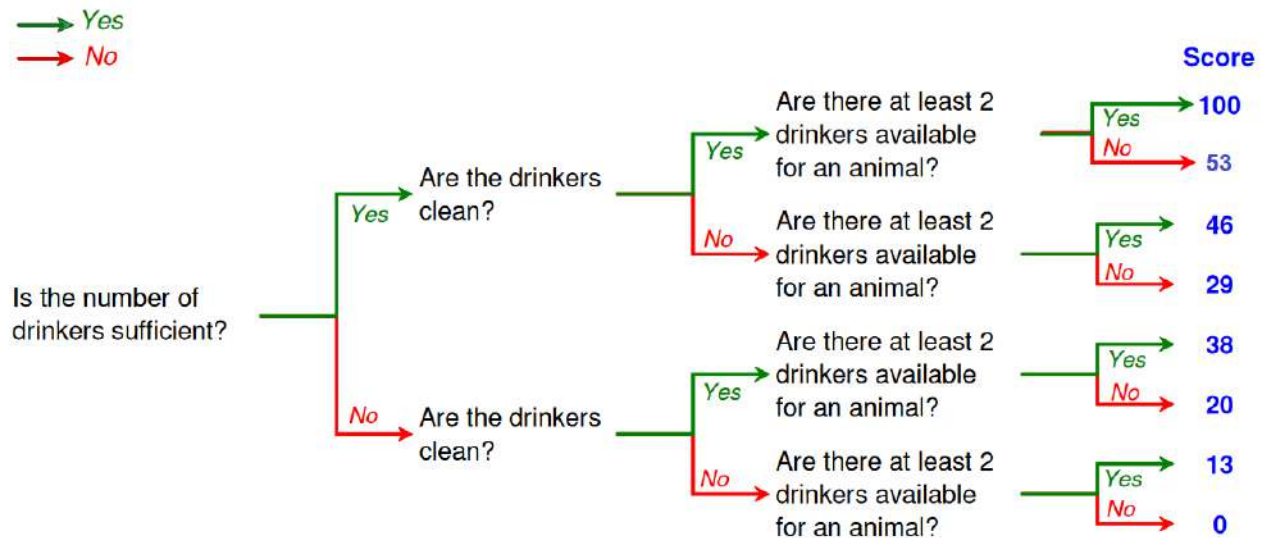 Yes
No
Score
Are there at least 2
drinkers available
for an animal?
Yes
100
No
53
Are the drinkers
clean?
Yes
Yes
No
Are there at least 2
drinkers available
for an animal?
Yes
46
No
29
Is the number of
drinkers sufficient?
Are there at least 2
drinkers available
for an animal?
Yes
38
No
20
No
Are the drinkers
clean?
Yes
No
Are there at least 2
drinkers available
for an animal?
Yes
13
No
0